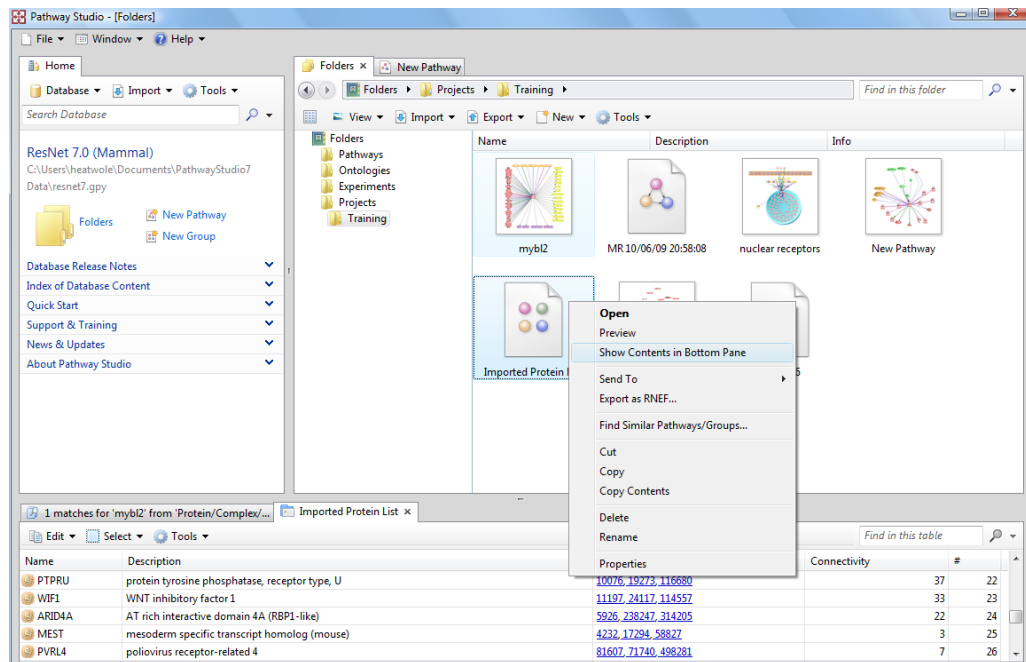 Pathway Studio - [Folders]
File Window Help
Home
Database Import Tools
Search Database
ResNet 7.0 (Mammal)
C:\Users\heatwole\Documents\PathwayStudio7
Data\resnet7.gpy
Folders
New Pathway
New Group
Database Release Notes
Index of Database Content
Quick Start
Support & Training
News & Updates
About Pathway Studio
Folders × New Pathway
Folders Projects Training Find in this folder
View Import Export New Tools
Folders
Pathways
Ontologies
Experiments
Projects
Training
Name Description Info
mybl2 MR 10/06/09 20:58:08 nuclear receptors New Pathway
Imported Protein
Open
Preview
Show Contents in Bottom Pane
Send To
Export as RNEF...
Find Similar Pathways/Groups...
Cut
Copy
Copy Contents
Delete
Rename
Properties
1 matches for 'mybl2' from 'Protein/Complex/... Imported Protein List ×
Edit Select Tools Find in this table
Name Description Connectivity #
PTPRU protein tyrosine phosphatase, receptor type, U 10076, 19273, 116680 37 22
WIF1 WNT inhibitory factor 1 11197, 24117, 114557 33 23
ARID4A AT rich interactive domain 4A (RBP1-like) 5926, 238247, 314205 22 24
MEST mesoderm specific transcript homolog (mouse) 4232, 17294, 58827 3 25
PVRL4 poliovirus receptor-related 4 81607, 71740, 498281 7 26